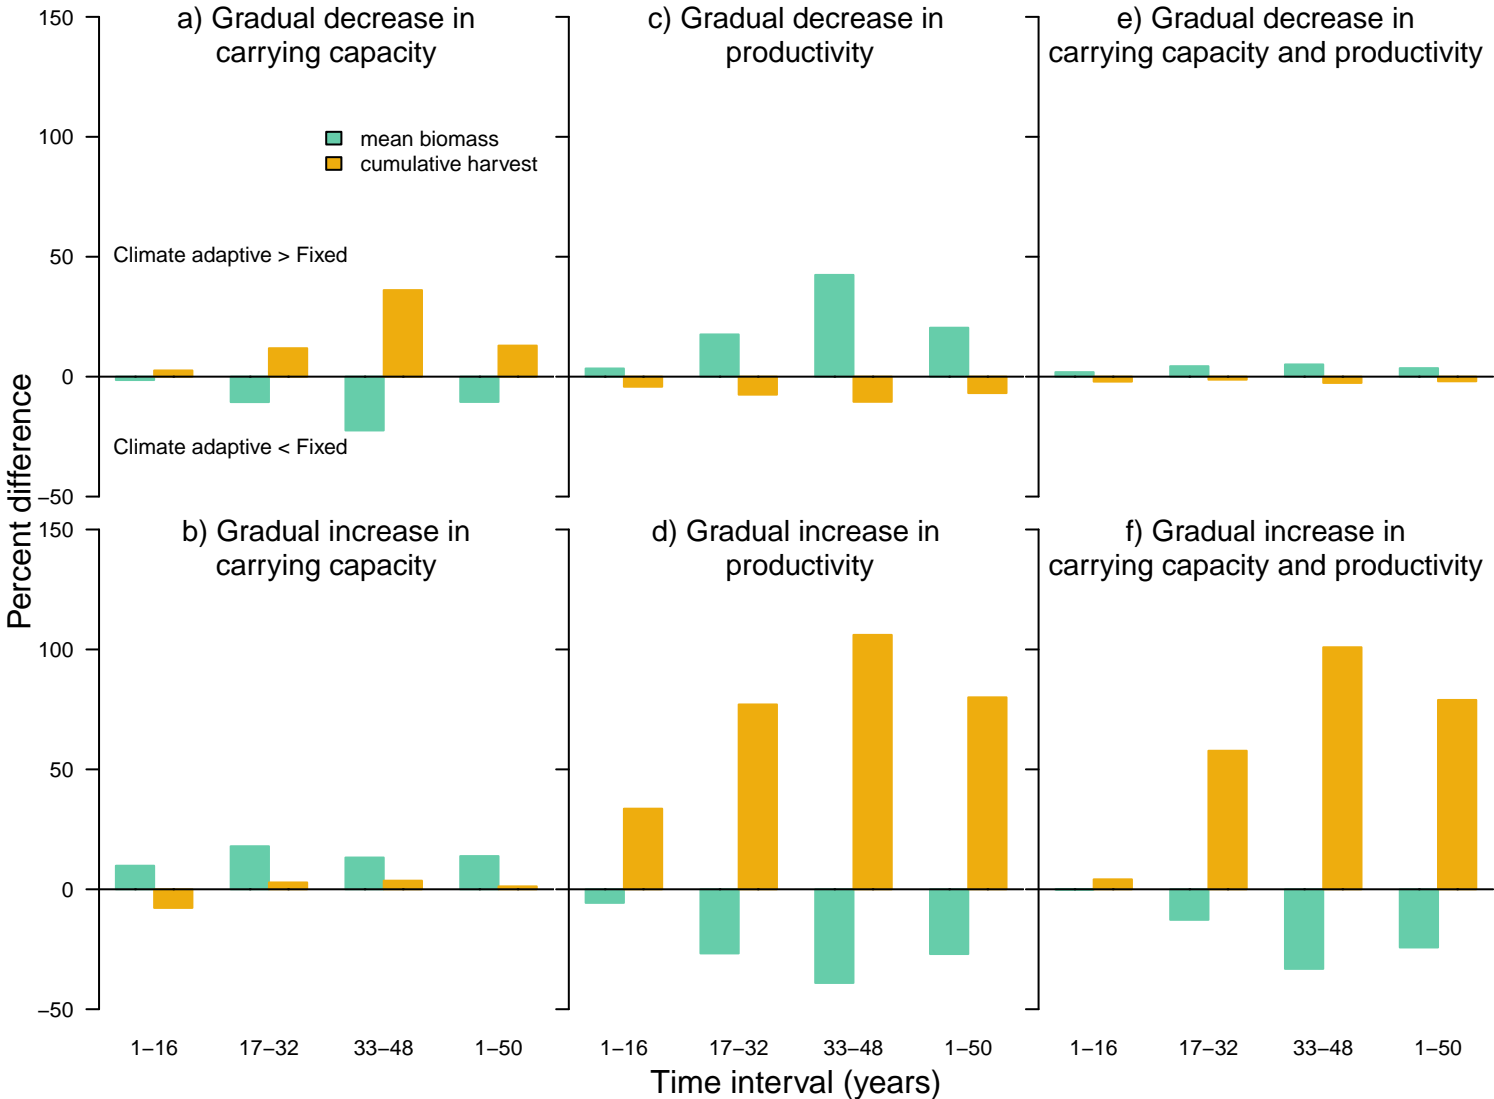 a) Gradual decrease in
carrying capacity
c) Gradual decrease in
productivity
e) Gradual decrease in
carrying capacity and productivity
150
100
50
0
−50
mean biomass
cumulative harvest
Climate adaptive > Fixed
Climate adaptive < Fixed
Percent difference
b) Gradual increase in
carrying capacity
d) Gradual increase in
productivity
f) Gradual increase in
carrying capacity and productivity
150
100
50
0
−50
1−16 17−32 33−48 1−50
1−16 17−32 33−48 1−50
1−16 17−32 33−48 1−50
Time interval (years)